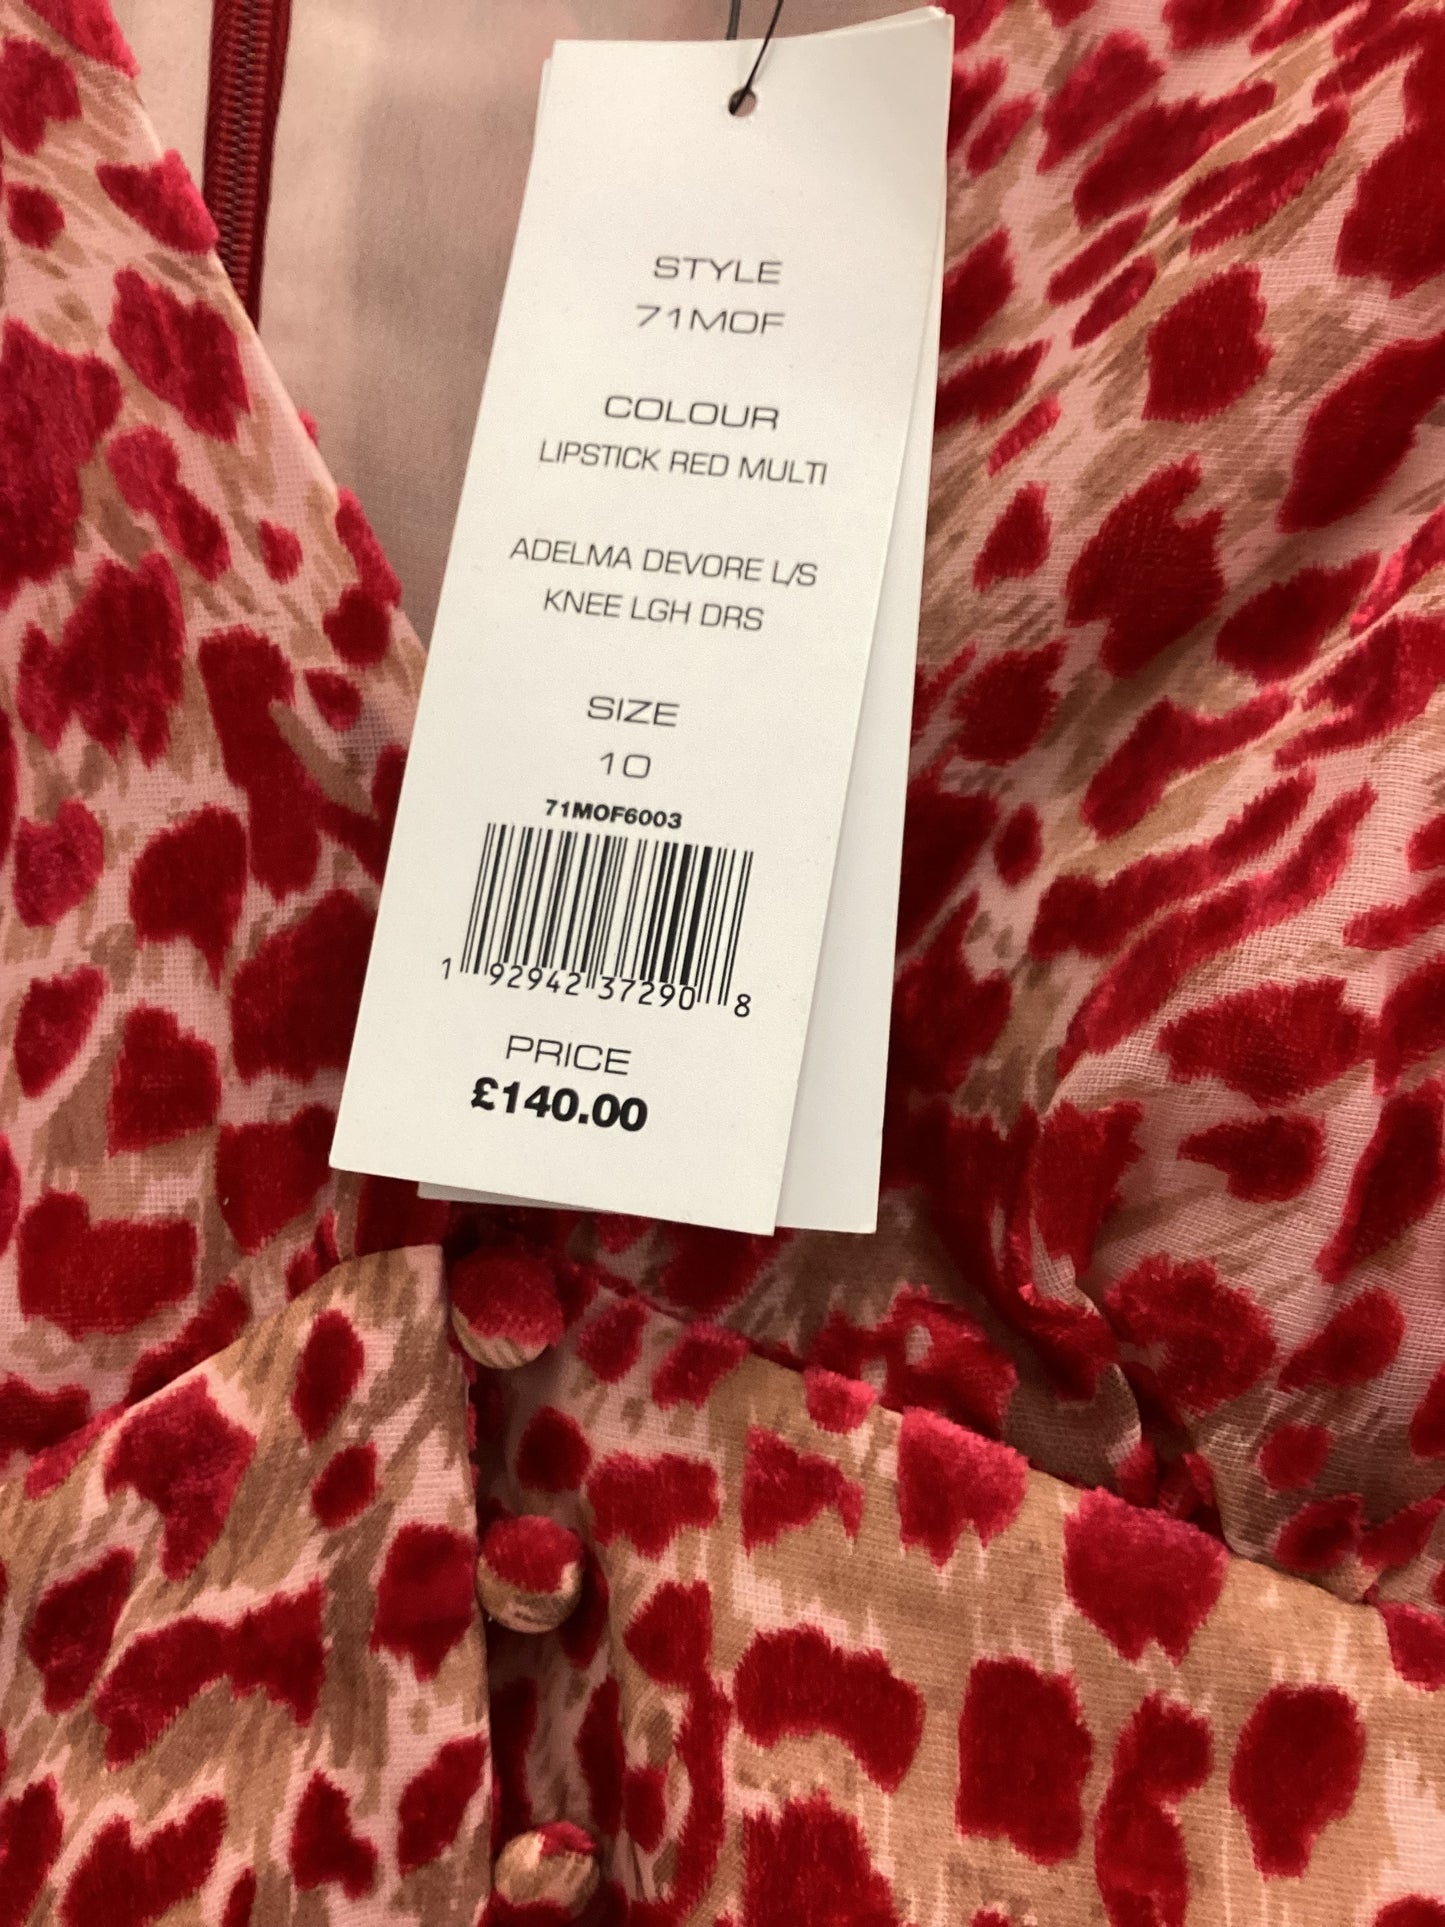 STYLE
71MOF
COLOUR
LIPSTICK RED MULTI
ADELMA DEVORE L/S
KNEE LGH DRS
SIZE
10
71MOF6003
1 92942 37290 8
PRICE
£140.00